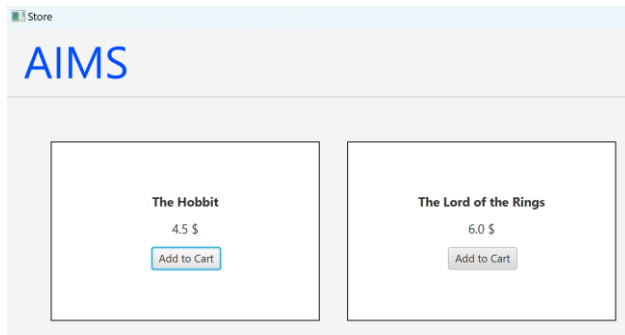 Store
AIMS
The Hobbit
4.5 $
Add to Cart
The Lord of the Rings
6.0 $
Add to Cart